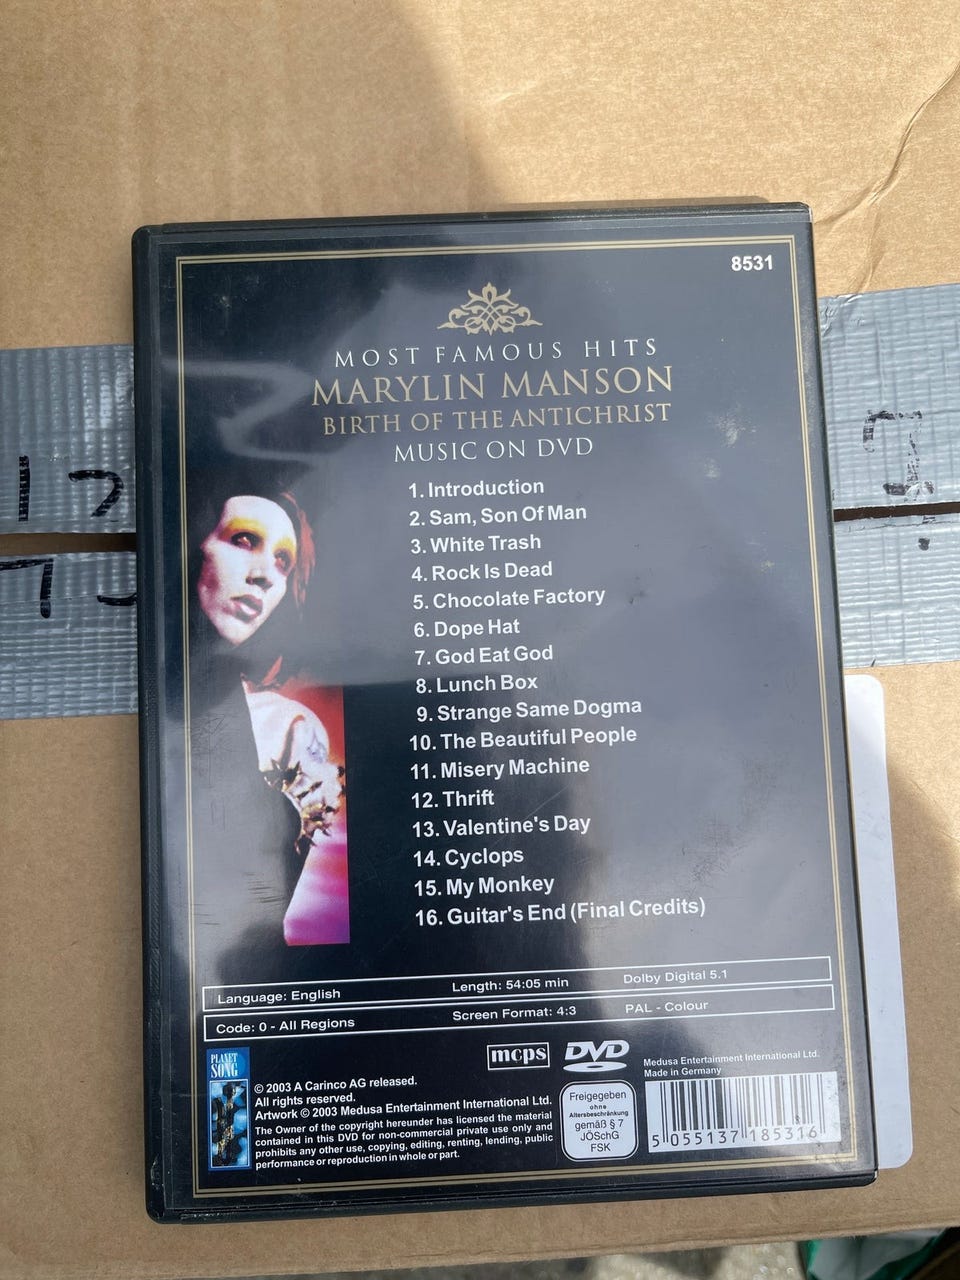 8531
MOST FAMOUS HITS
MARYLIN MANSON
BIRTH OF THE ANTICHRIST
MUSIC ON DVD
1. Introduction
2. Sam, Son Of Man
3. White Trash
4. Rock Is Dead
5. Chocolate Factory
6. Dope Hat
7. God Eat God
8. Lunch Box
9. Strange Same Dogma
10. The Beautiful People
11. Misery Machine
12. Thrift
13. Valentine's Day
14. Cyclops
15. My Monkey
16. Guitar's End (Final Credits)
Language: English Length: 54:05 min Dolby Digital 5.1
Code: 0 - All Regions Screen Format: 4:3 PAL - Colour
PLANET
SONG
© 2003 A Carinco AG released.
All rights reserved.
Artwork © 2003 Medusa Entertainment International Ltd.
The Owner of the copyright hereunder has licensed the material
contained in this DVD for non-commercial private use only and
prohibits any other use, copying, editing, renting, lending, public
performance or reproduction in whole or part.
mcps
DVD
Freigegeben
ohne
Altersbeschränkung
gemäß § 7
JÖSchG
FSK
Medusa Entertainment International Ltd.
Made in Germany
5 055137 185316